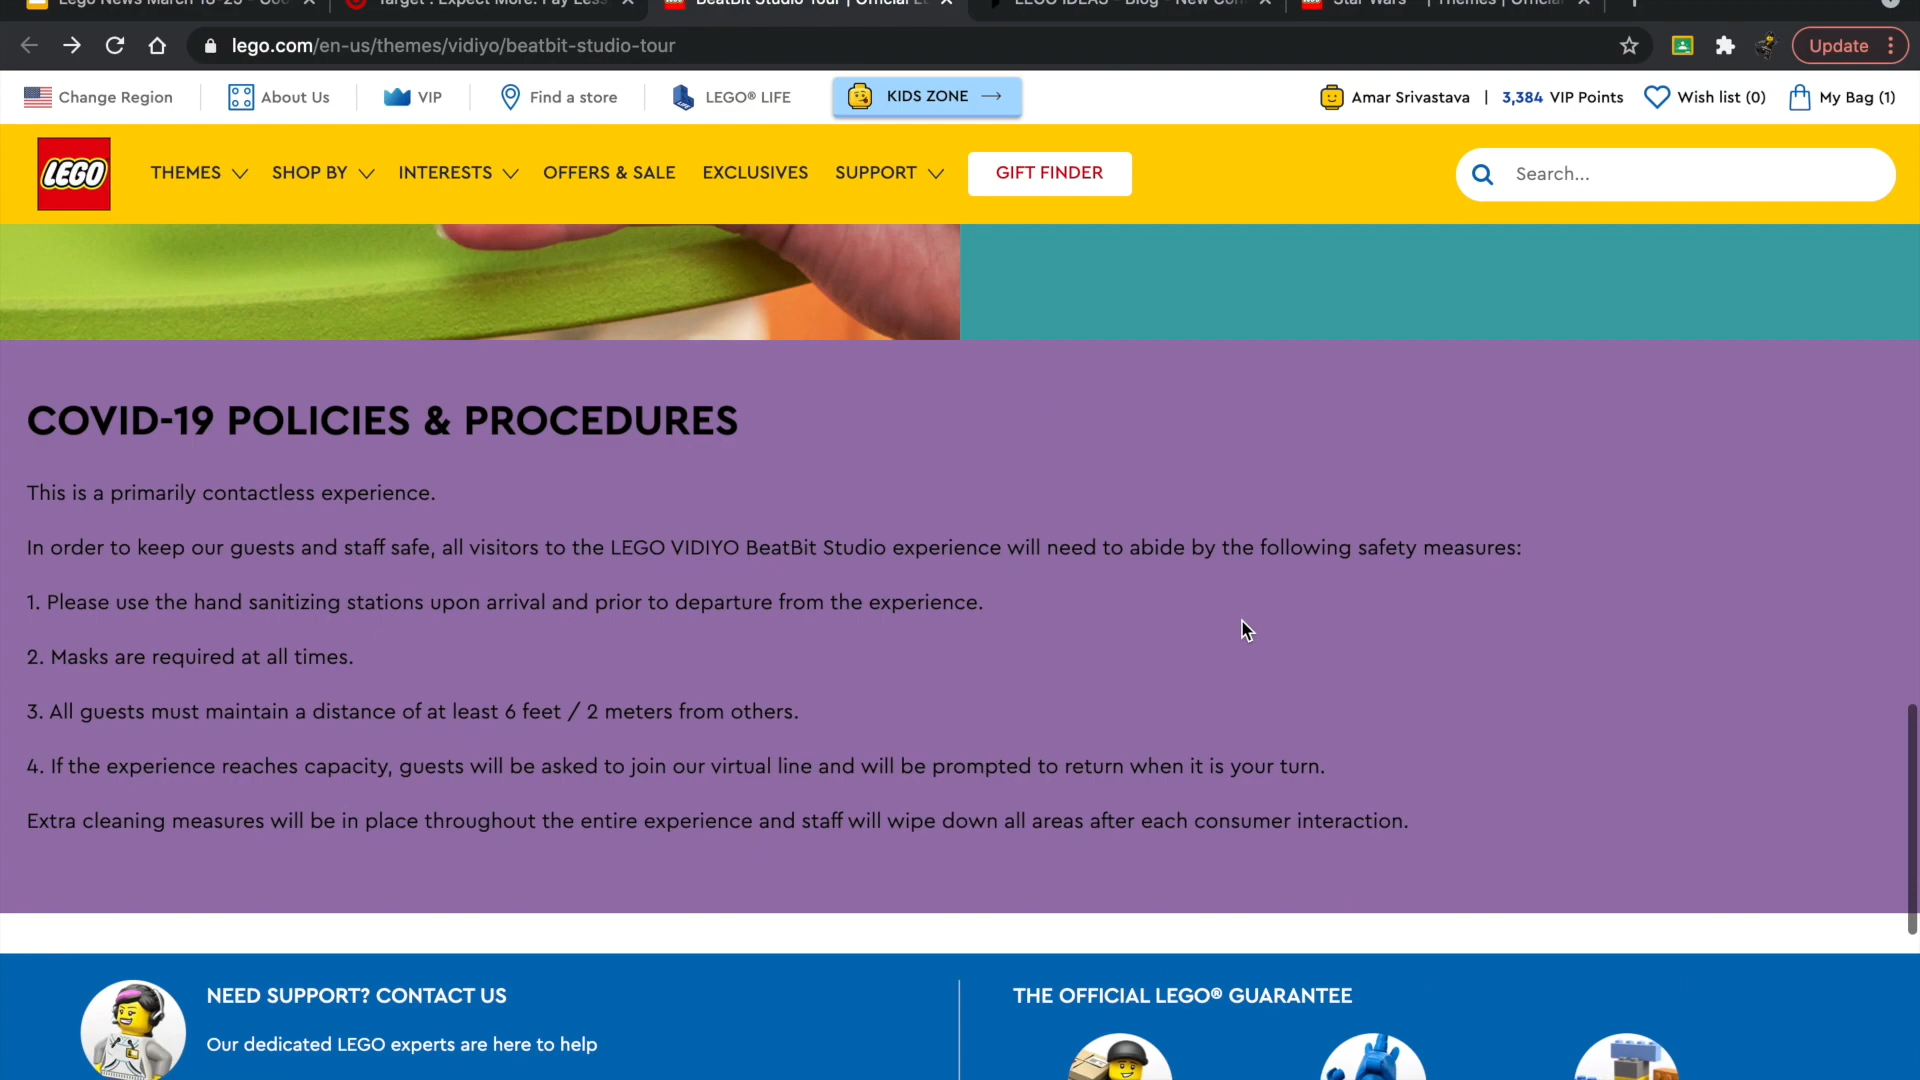 Lego News March 18-25 - Goo
Target : Expect More. Pay Less
BeatBit Studio Tour | Official LE
LEGO IDEAS - Blog - New Con
Star Wars™ | Themes | Official
lego.com/en-us/themes/vidiyo/beatbit-studio-tour
Update
Change Region
About Us
VIP
Find a store
LEGO® LIFE
KIDS ZONE
Amar Srivastava | 3,384 VIP Points
Wish list (0)
My Bag (1)
LEGO
THEMES
SHOP BY
INTERESTS
OFFERS & SALE
EXCLUSIVES
SUPPORT
GIFT FINDER
Search...
COVID-19 POLICIES & PROCEDURES
This is a primarily contactless experience.
In order to keep our guests and staff safe, all visitors to the LEGO VIDIYO BeatBit Studio experience will need to abide by the following safety measures:
1. Please use the hand sanitizing stations upon arrival and prior to departure from the experience.
2. Masks are required at all times.
3. All guests must maintain a distance of at least 6 feet / 2 meters from others.
4. If the experience reaches capacity, guests will be asked to join our virtual line and will be prompted to return when it is your turn.
Extra cleaning measures will be in place throughout the entire experience and staff will wipe down all areas after each consumer interaction.
NEED SUPPORT? CONTACT US
Our dedicated LEGO experts are here to help
THE OFFICIAL LEGO® GUARANTEE